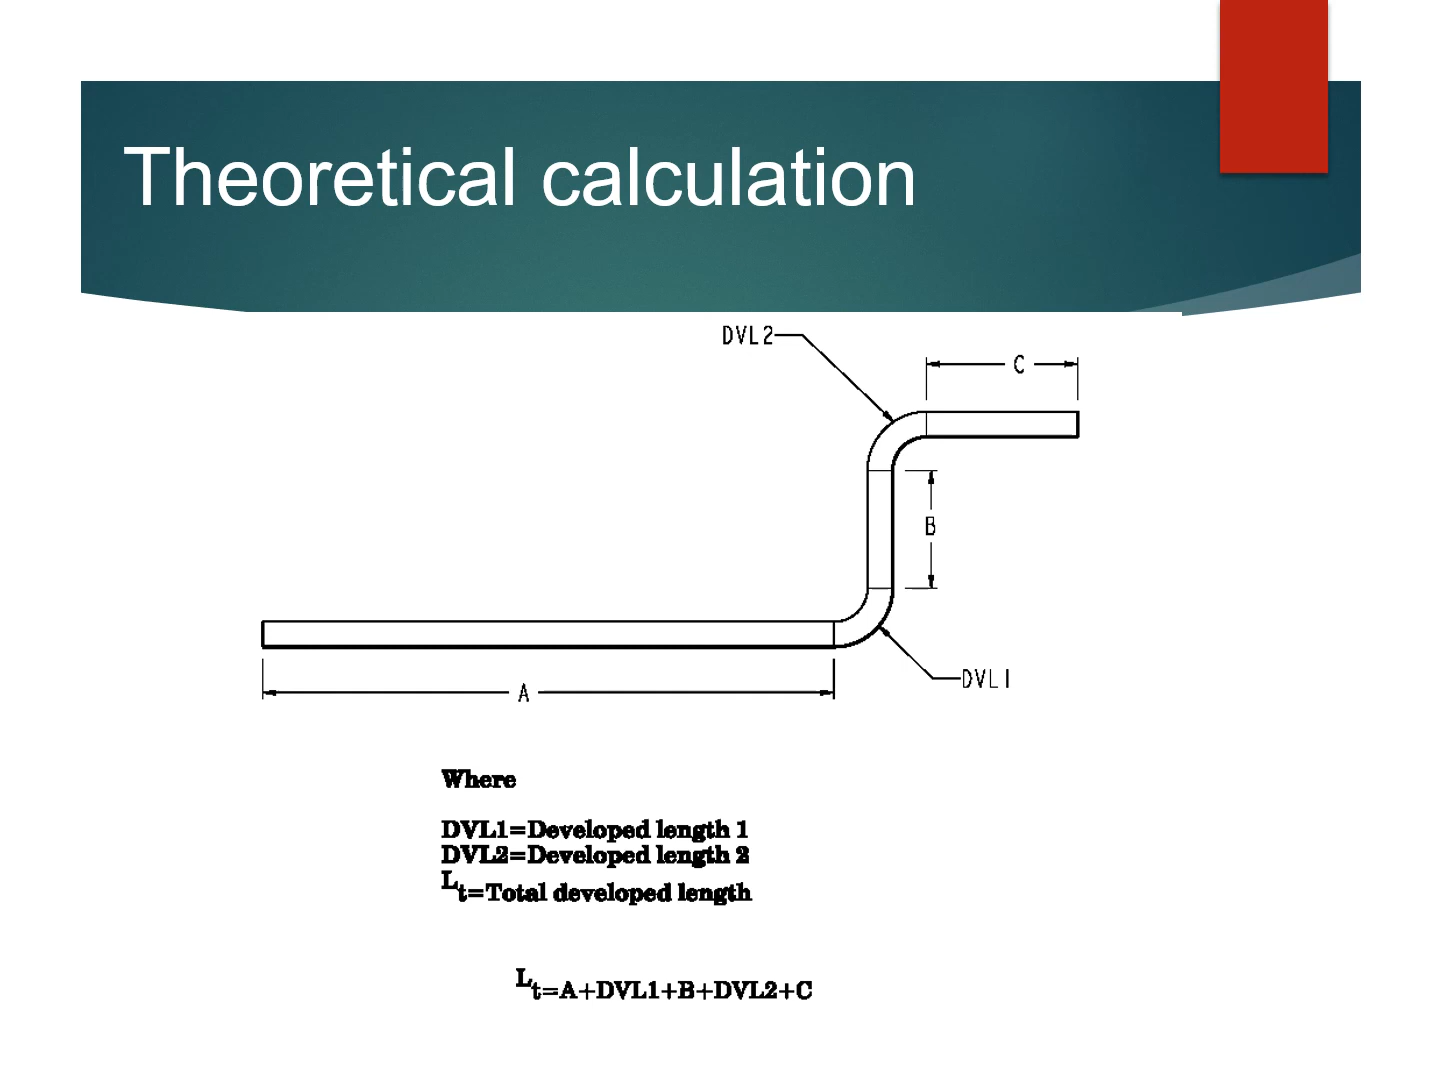 Theoretical calculation
DVL2
C
B
DVL1
A
Where
DVL1=Developed length 1
DVL2=Developed length 2
Lt=Total developed length
Lt=A+DVL1+B+DVL2+C